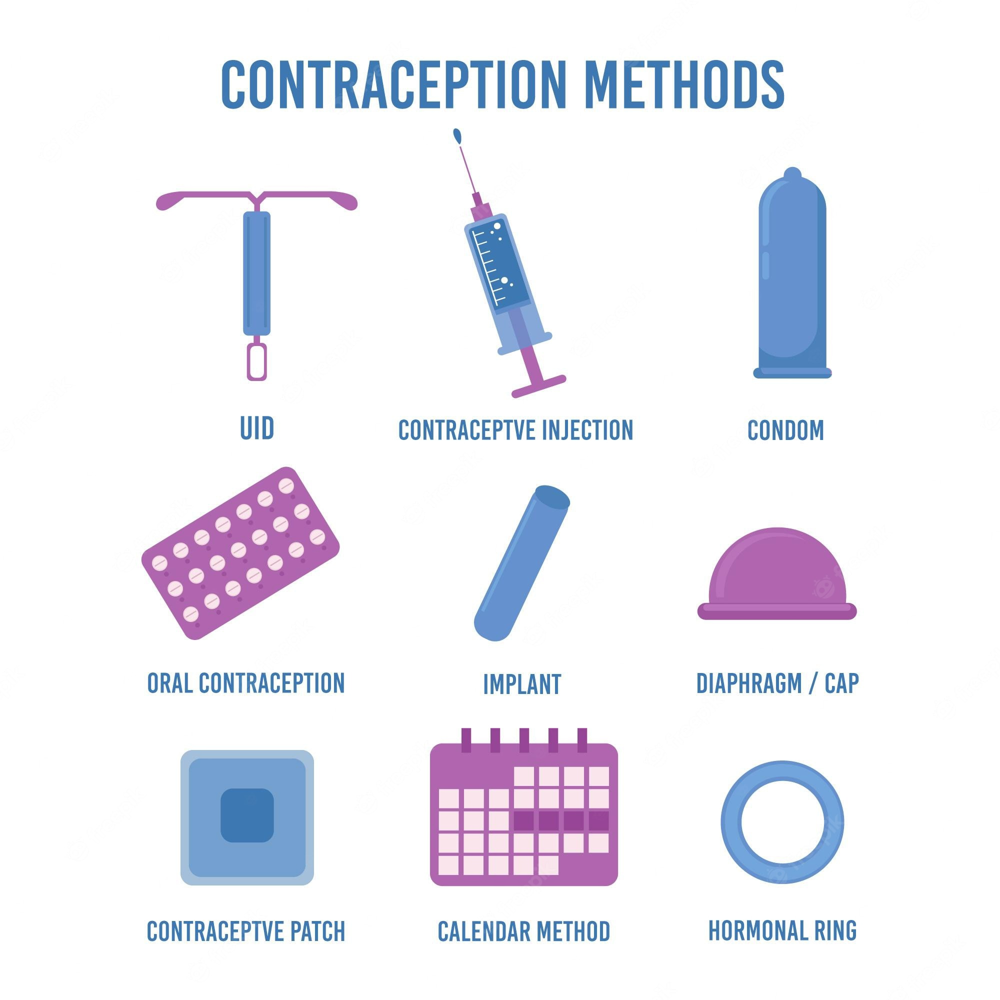 CONTRACEPTION METHODS
UID
CONTRACEPTVE INJECTION
CONDOM
ORAL CONTRACEPTION
IMPLANT
DIAPHRAGM / CAP
CONTRACEPTVE PATCH
CALENDAR METHOD
HORMONAL RING